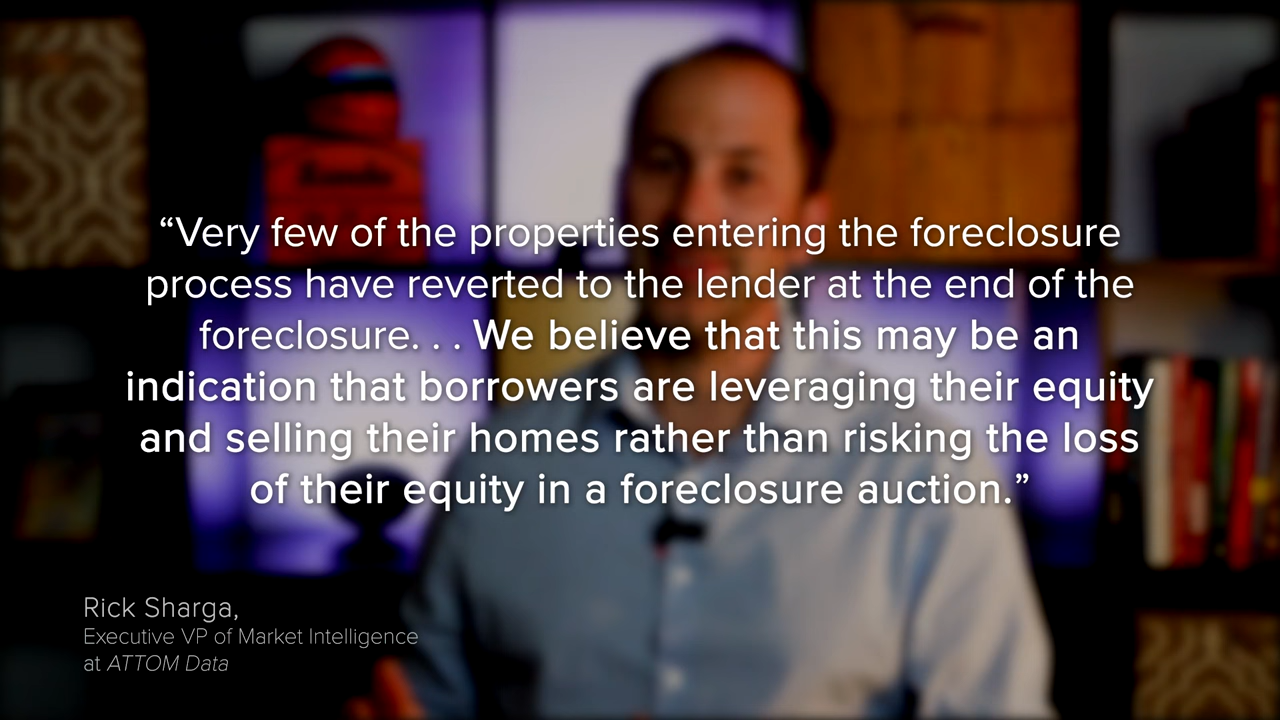 “Very few of the properties entering the foreclosure
process have reverted to the lender at the end of the
foreclosure. . . We believe that this may be an
indication that borrowers are leveraging their equity
and selling their homes rather than risking the loss
of their equity in a foreclosure auction.”
Rick Sharga,
Executive VP of Market Intelligence
at ATTOM Data